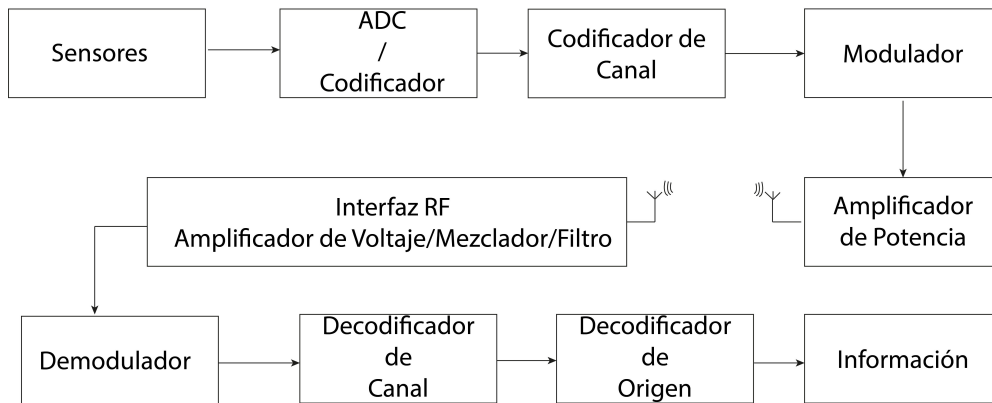 Sensores
ADC
/
Codificador
Codificador de
Canal
Modulador
Interfaz RF
Amplificador de Voltaje/Mezclador/Filtro
Amplificador
de Potencia
Demodulador
Decodificador
de
Canal
Decodificador
de
Origen
Información